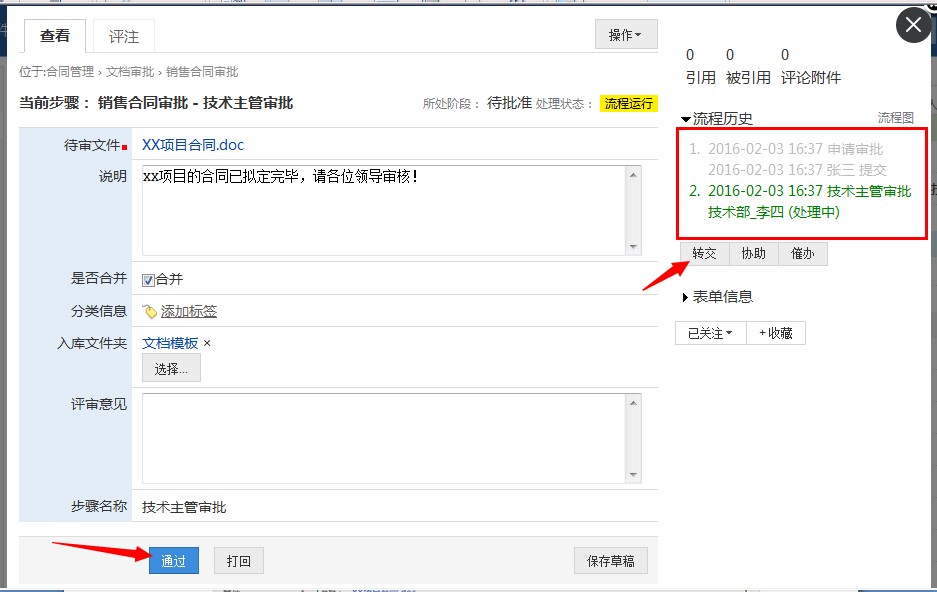 查看 评注 操作
位于:合同管理 › 文档审批 › 销售合同审批
当前步骤： 销售合同审批 - 技术主管审批 所处阶段： 待批准 处理状态： 流程运行
待审文件 XX项目合同.doc
说明 xx项目的合同已拟定完毕，请各位领导审核！
是否合并 合并
分类信息 添加标签
入库文件夹 文档模板 ×
选择...
评审意见
步骤名称 技术主管审批
通过 打回 保存草稿
0 0 0
引用 被引用 评论附件
流程历史 流程图
1. 2016-02-03 16:37 申请审批
2016-02-03 16:37 张三 提交
2. 2016-02-03 16:37 技术主管审批
技术部_李四 (处理中)
转交 协助 催办
表单信息
已关注 +收藏